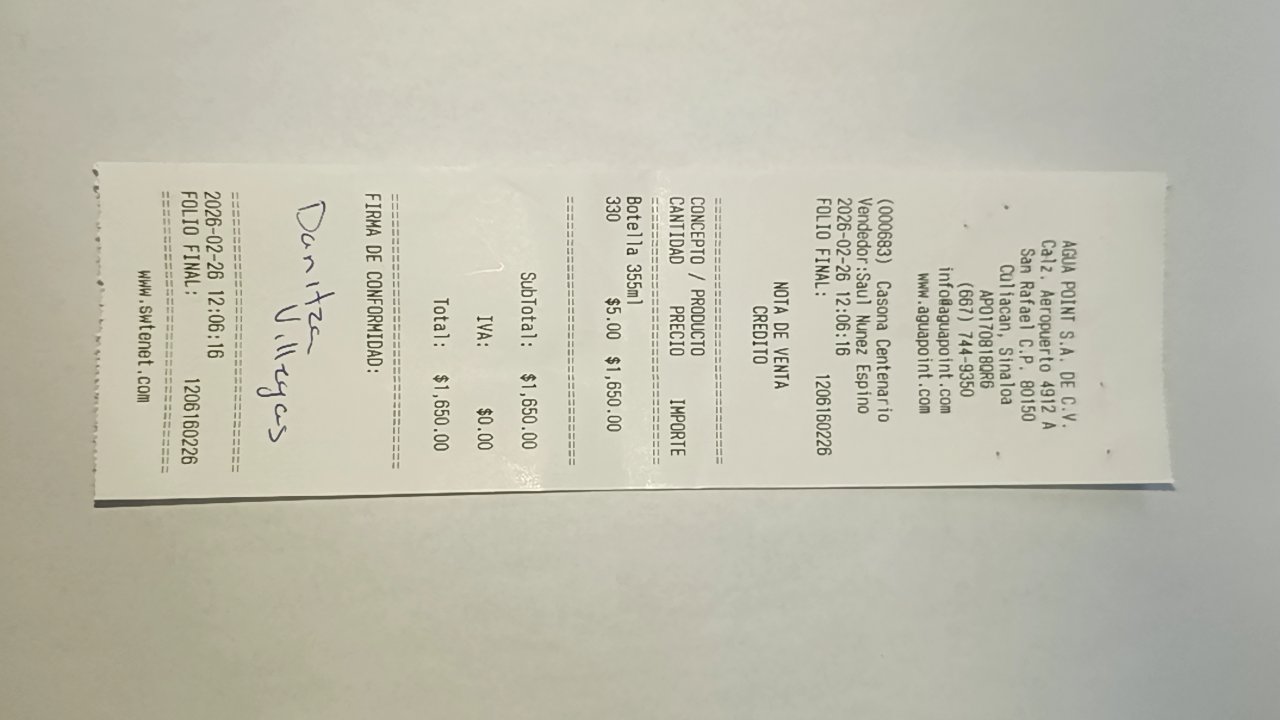 AGUA POINT S.A. DE C.V.
Calz. Aeropuerto 4912 A
San Rafael C.P. 80150
Culiacan, Sinaloa
APO170818QR6
(667) 744-9350
info@aguapoint.com
www.aguapoint.com
(000683) Casona Centenario
Vendedor:Saul Nunez Espino
2026-02-26 12:06:16
FOLIO FINAL: 1206160226
NOTA DE VENTA
CREDITO
==============================
CONCEPTO / PRODUCTO
CANTIDAD PRECIO IMPORTE
==============================
Botella 355ml
330 $5.00 $1,650.00
==============================
SubTotal: $1,650.00
IVA: $0.00
Total: $1,650.00
==============================
FIRMA DE CONFORMIDAD:
Danitza Villegas
==============================
2026-02-26 12:06:16
FOLIO FINAL: 1206160226
==============================
www.swtenet.com